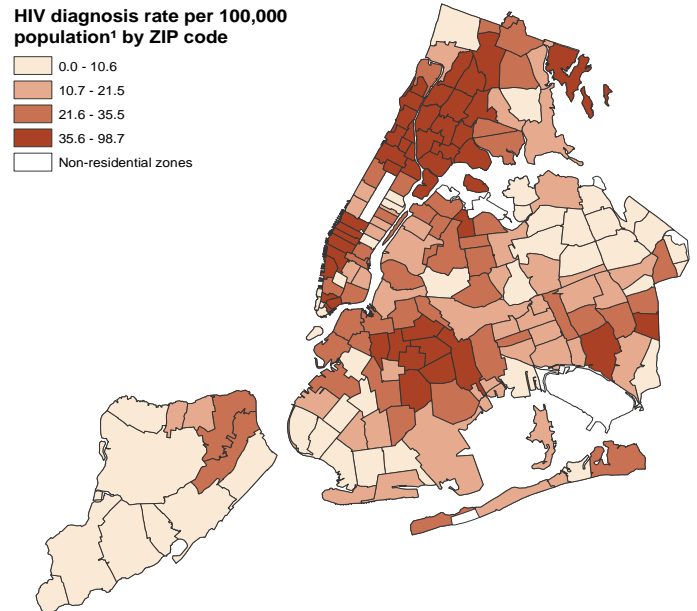 HIV diagnosis rate per 100,000
population¹ by ZIP code
0.0 - 10.6
10.7 - 21.5
21.6 - 35.5
35.6 - 98.7
Non-residential zones